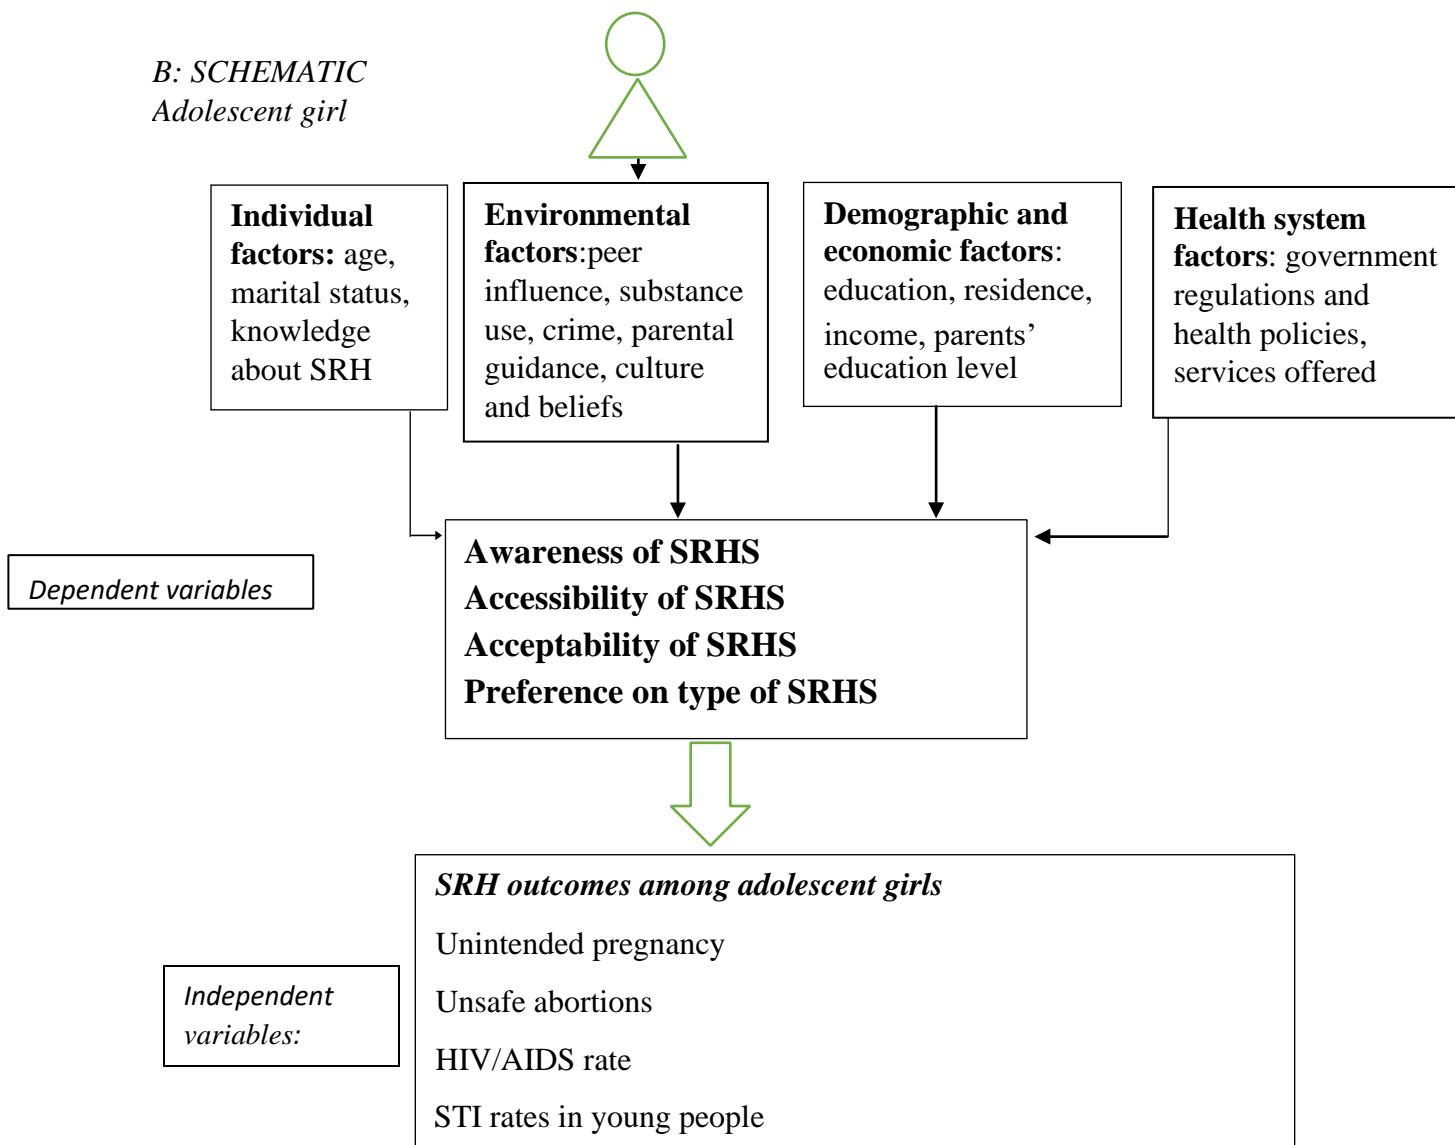 B: SCHEMATIC
Adolescent girl
Individual
factors: age,
marital status,
knowledge
about SRH
Environmental
factors:peer
influence, substance
use, crime, parental
guidance, culture
and beliefs
Demographic and
economic factors:
education, residence,
income, parents’
education level
Health system
factors: government
regulations and
health policies,
services offered
Dependent variables
Awareness of SRHS
Accessibility of SRHS
Acceptability of SRHS
Preference on type of SRHS
SRH outcomes among adolescent girls
Unintended pregnancy
Unsafe abortions
HIV/AIDS rate
STI rates in young people
Independent
variables: